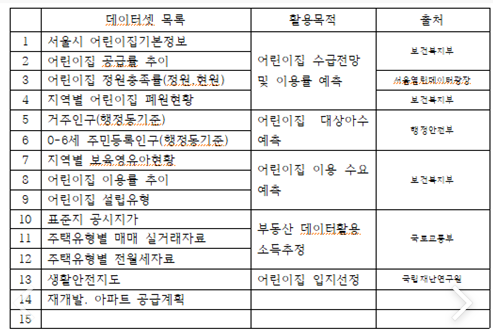 데이터셋 목록 활용목적 출처
1 서울시 어린이집기본정보
2 어린이집 공급률 추이
3 어린이집 정원충족률(정원,현원)
4 지역별 어린이집 폐원현황
어린이집 수급전망
및 이용률 예측
보건복지부
서울열린데이터광장
보건복지부
5 거주인구(행정동기준)
6 0-6세 주민등록인구(행정동기준)
어린이집 대상아수
예측
행정안전부
7 지역별 보육영유아현황
8 어린이집 이용률 추이
9 어린이집 설립유형
어린이집 이용 수요
예측
보건복지부
10 표준지 공시지가
11 주택유형별 매매 실거래자료
12 주택유형별 전월세자료
부동산 데이터활용
소득추정
국토교통부
13 생활안전지도 어린이집 입지선정 국립재난연구원
14 재개발. 아파트 공급계획
15